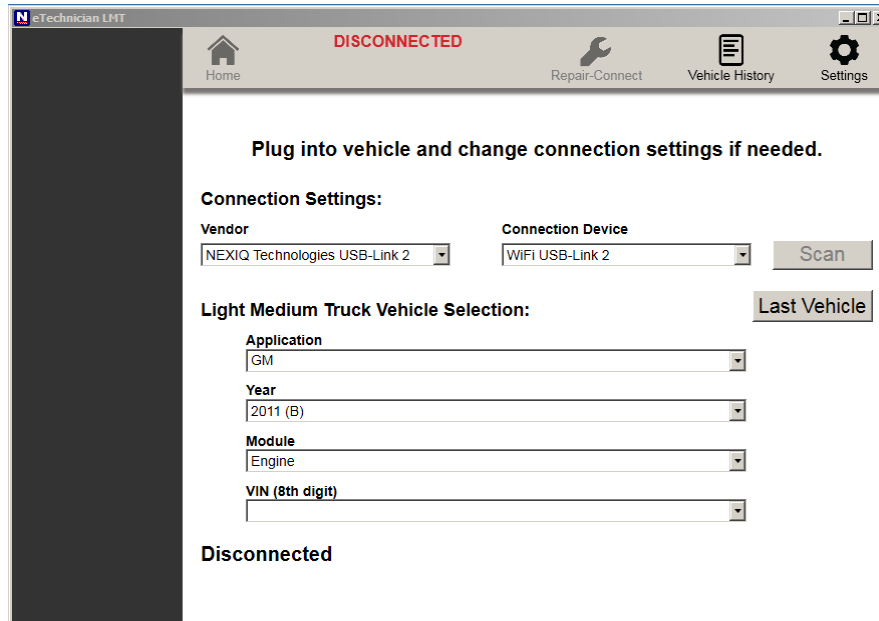 N eTechnician LMT
DISCONNECTED
Home
Repair-Connect
Vehicle History
Settings
Plug into vehicle and change connection settings if needed.
Connection Settings:
Vendor
Connection Device
NEXIQ Technologies USB-Link 2
WiFi USB-Link 2
Scan
Last Vehicle
Light Medium Truck Vehicle Selection:
Application
GM
Year
2011 (B)
Module
Engine
VIN (8th digit)
Disconnected